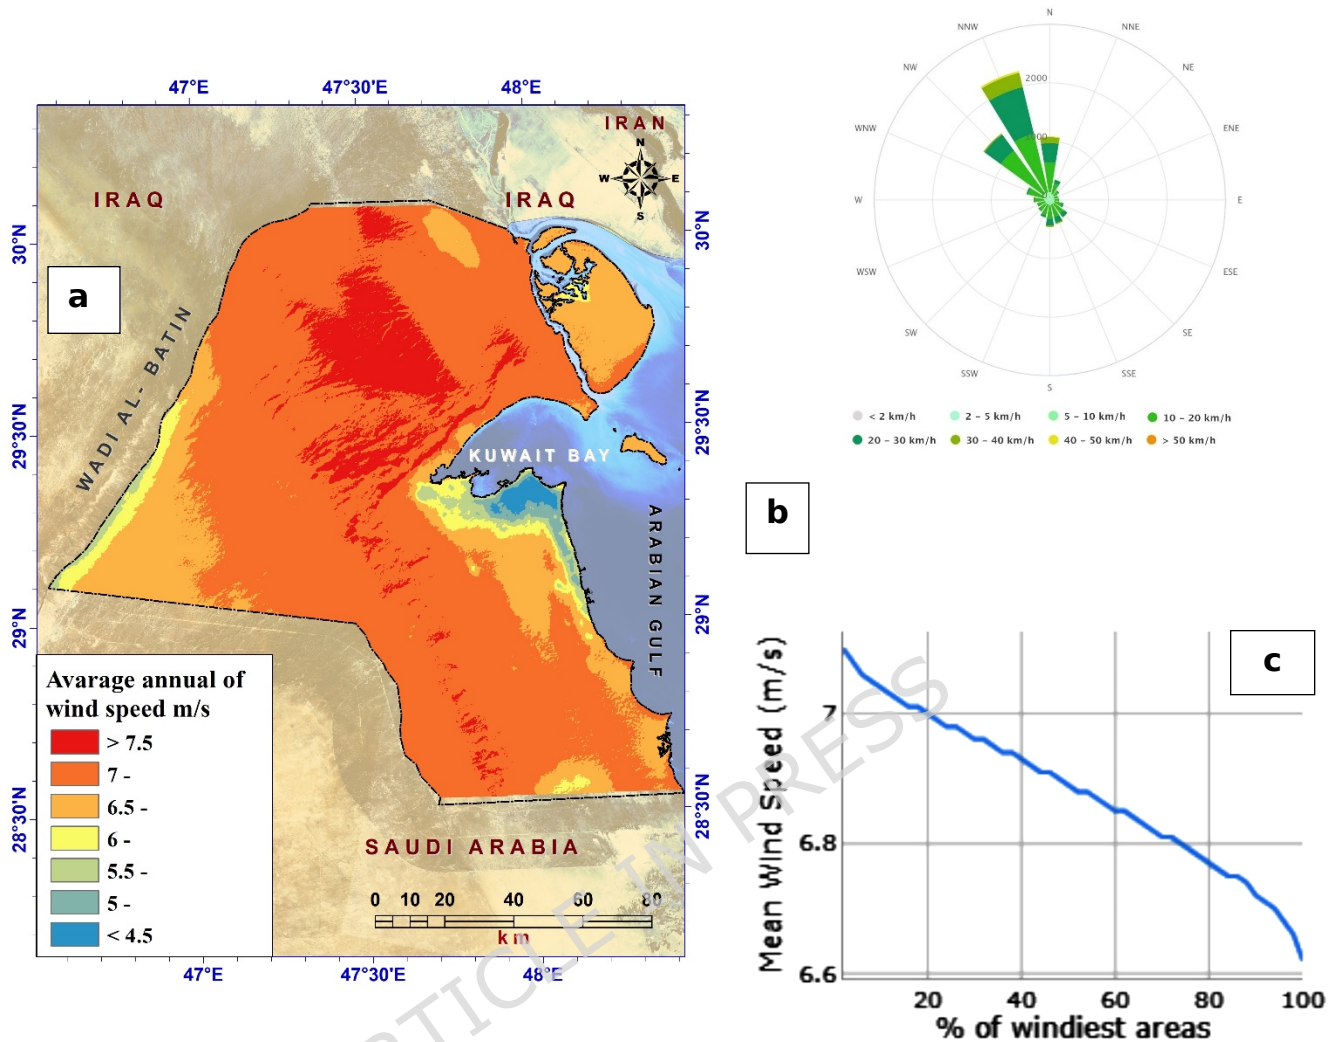 47°E
47°30'E
48°E
IRAN
N
W
E
S
IRAQ
IRAQ
30°N
30°N
a
WADI AL- BATIN
29°30'N
29°30'N
KUWAIT BAY
ARABIAN GULF
29°N
29°N
Avarage annual of
wind speed m/s
> 7.5
7 -
6.5 -
6 -
5.5 -
5 -
< 4.5
28°30'N
28°30'N
SAUDI ARABIA
0 10 20 40 60 80
km
47°E
47°30'E
48°E
N
NNW
NNE
NW
NE
2000
WNW
ENE
W
E
WSW
ESE
SW
SE
SSW
SSE
S
< 2 km/h
2 – 5 km/h
5 – 10 km/h
10 – 20 km/h
20 – 30 km/h
30 – 40 km/h
40 – 50 km/h
> 50 km/h
b
c
Mean Wind Speed (m/s)
7
6.8
6.6
20 40 60 80 100
% of windiest areas
ARTICLE IN PRESS